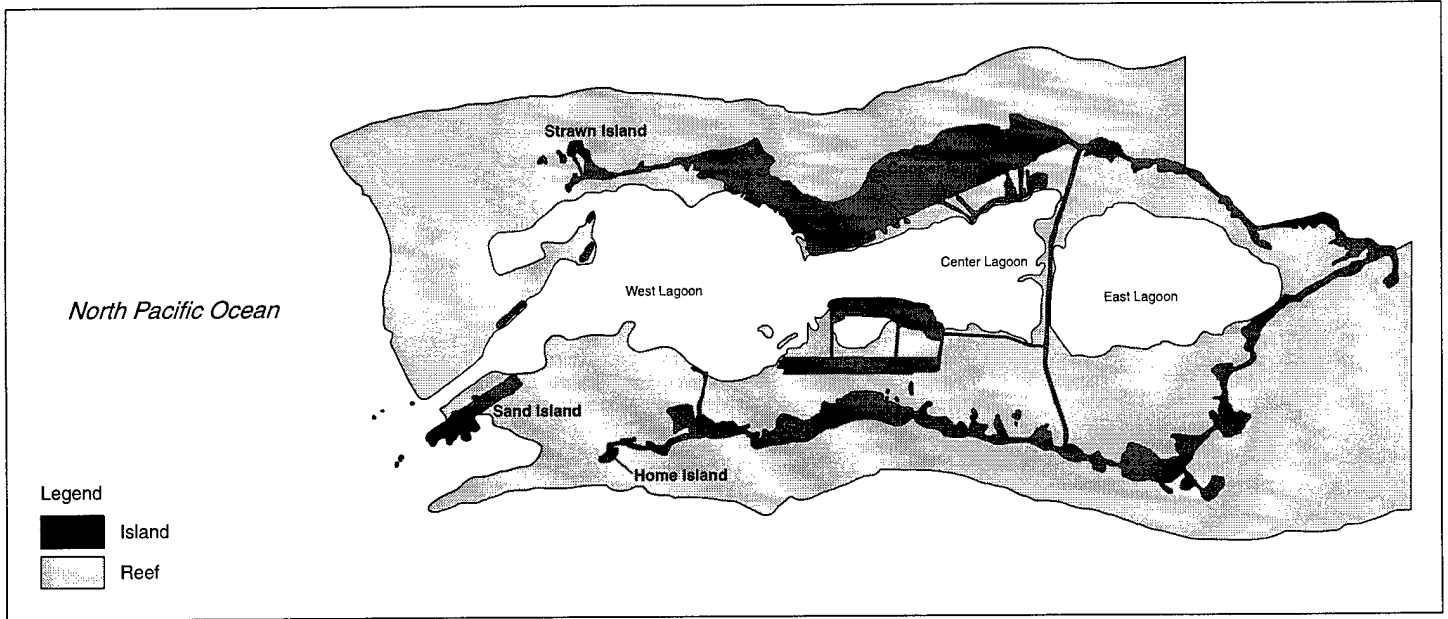 Strawn Island
Center Lagoon
West Lagoon
East Lagoon
North Pacific Ocean
Sand Island
Home Island
Legend
Island
Reef